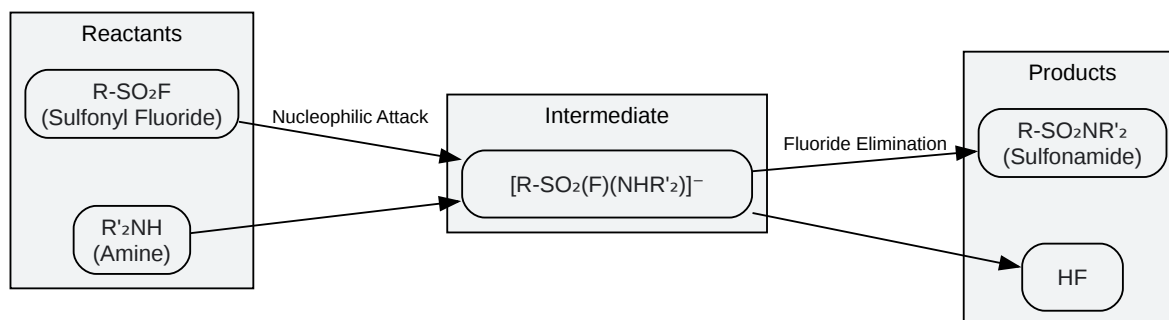 Reactants
R-SO₂F
(Sulfonyl Fluoride)
R'₂NH
(Amine)
Nucleophilic Attack
Intermediate
[R-SO₂(F)(NHR'₂)]⁻
Fluoride Elimination
Products
R-SO₂NR'₂
(Sulfonamide)
HF